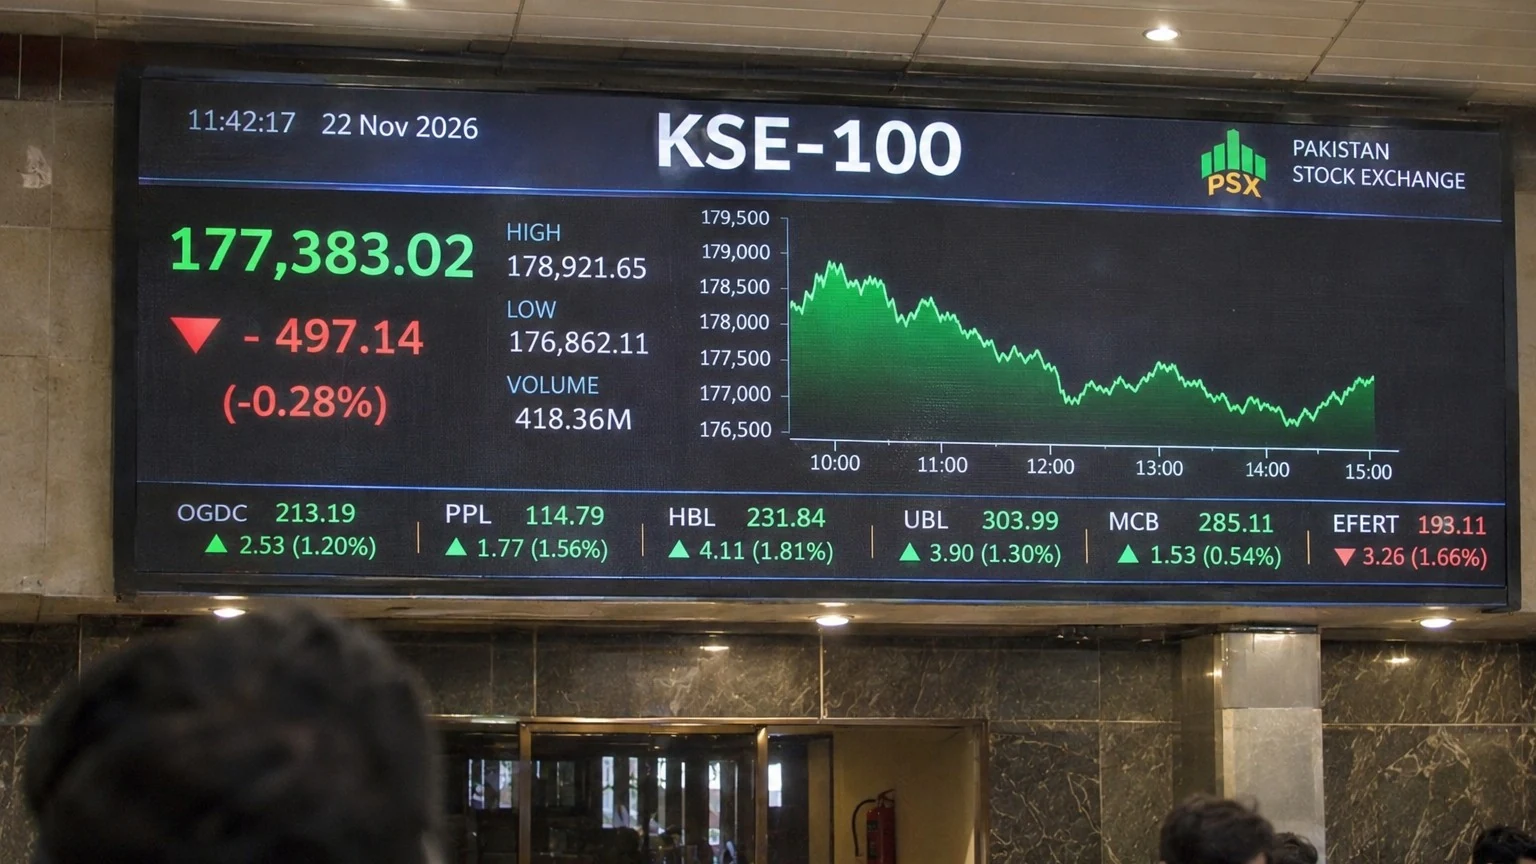 11:42:17 22 Nov 2026
KSE-100
PSX
PAKISTAN
STOCK EXCHANGE
177,383.02
▼ - 497.14
(-0.28%)
HIGH
178,921.65
LOW
176,862.11
VOLUME
418.36M
179,500
179,000
178,500
178,000
177,500
177,000
176,500
10:00 11:00 12:00 13:00 14:00 15:00
OGDC 213.19
▲ 2.53 (1.20%)
PPL 114.79
▲ 1.77 (1.56%)
HBL 231.84
▲ 4.11 (1.81%)
UBL 303.99
▲ 3.90 (1.30%)
MCB 285.11
▲ 1.53 (0.54%)
EFERT 193.11
▼ 3.26 (1.66%)